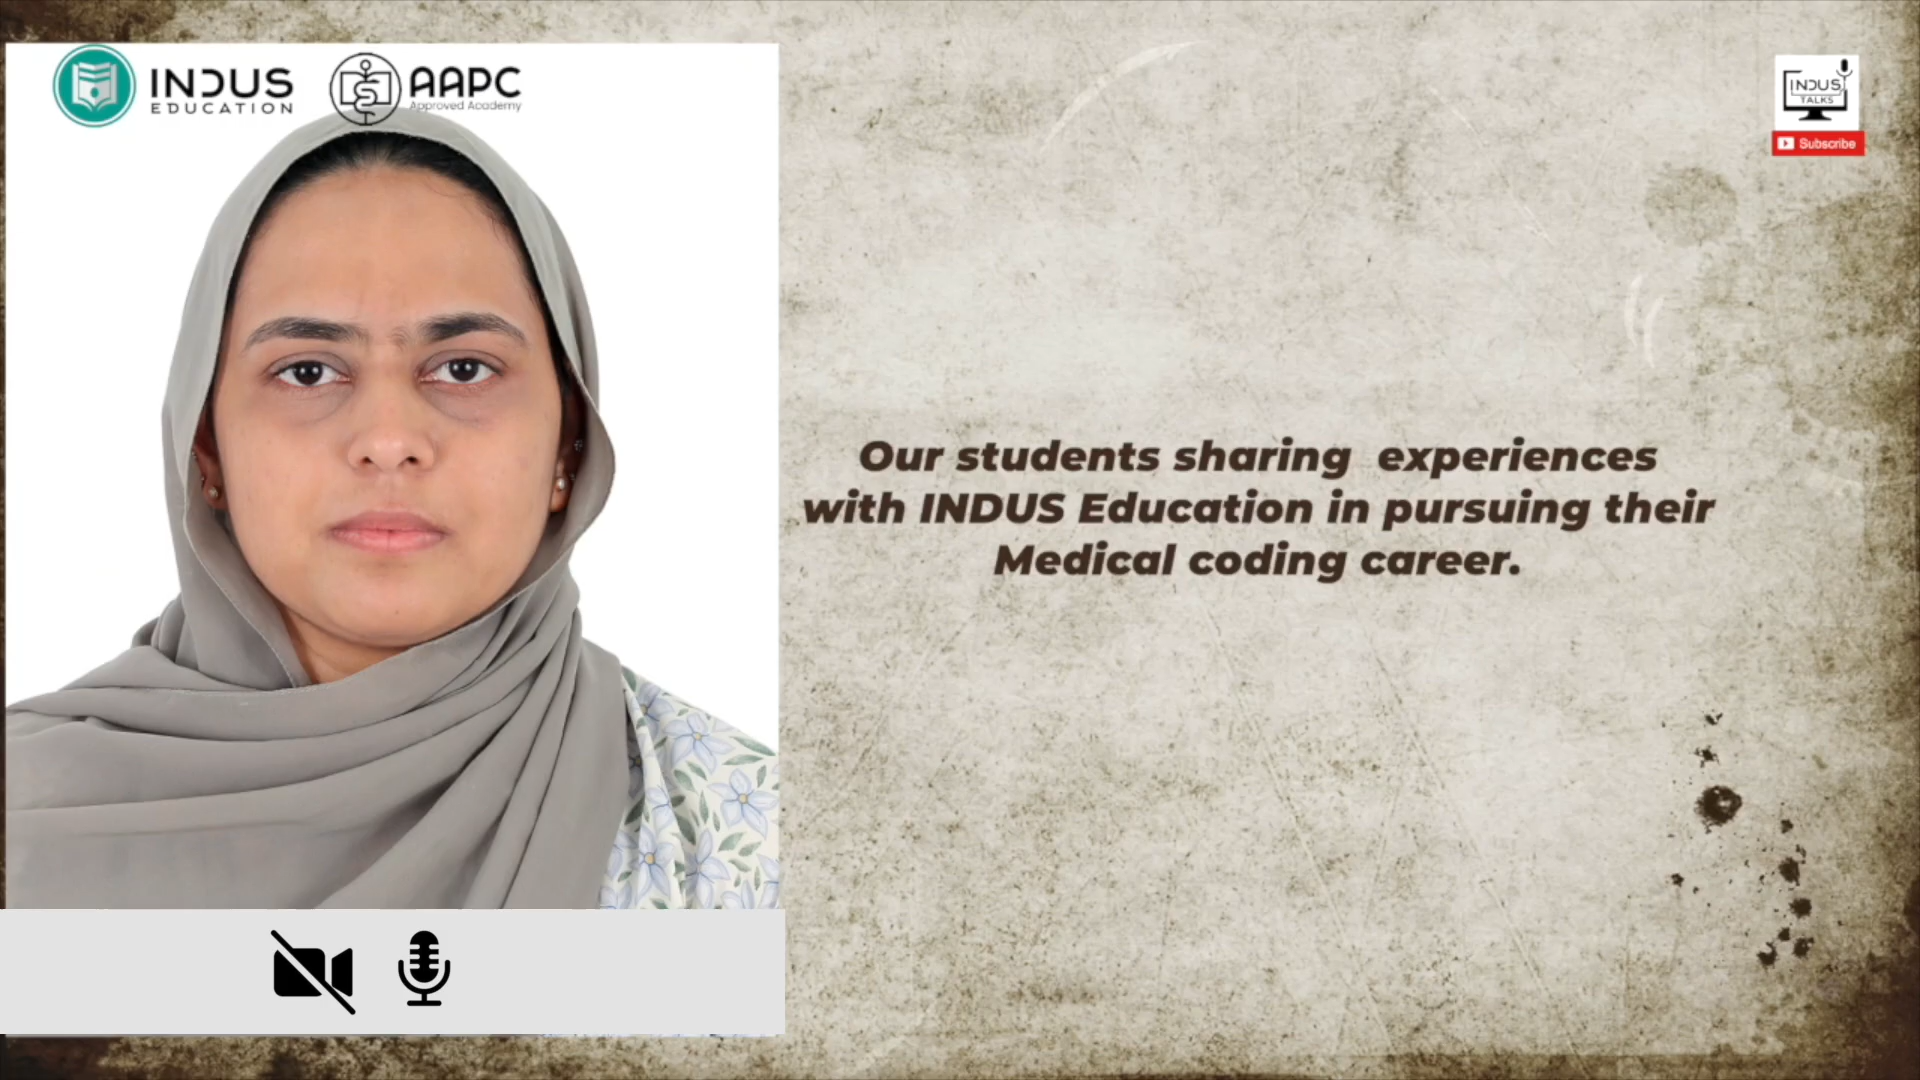 INDUS
EDUCATION
AAPC
Approved Academy
INDUS
TALKS
Subscribe
Our students sharing  experiences
with INDUS Education in pursuing their
Medical coding career.